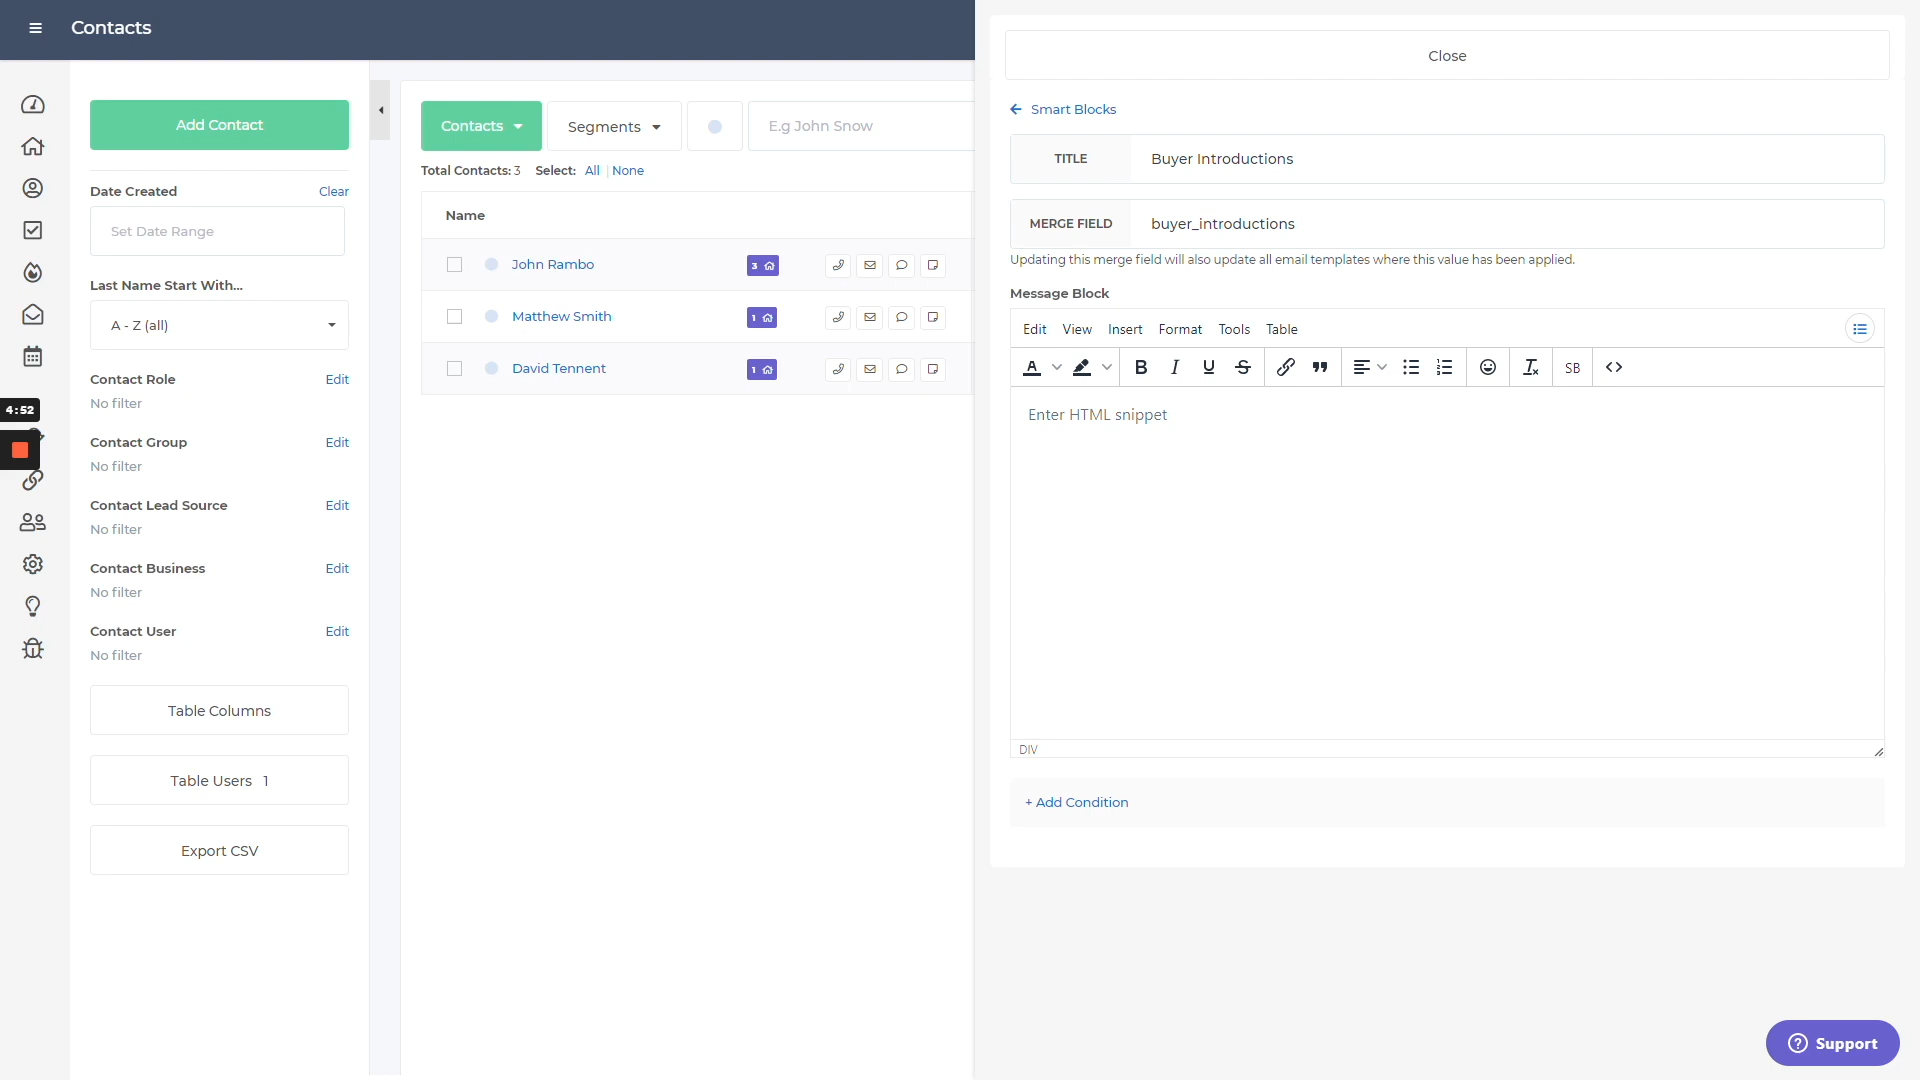 Contacts
Add Contact
Date Created Clear
Set Date Range
Last Name Start With...
A - Z (all)
Contact Role Edit
No filter
4:52
Contact Group Edit
No filter
Contact Lead Source Edit
No filter
Contact Business Edit
No filter
Contact User Edit
No filter
Table Columns
Table Users 1
Export CSV
Contacts Segments E.g John Snow
Total Contacts: 3 Select: All | None
Name
John Rambo 3
Matthew Smith 1
David Tennent 1
Close
Smart Blocks
TITLE Buyer Introductions
MERGE FIELD buyer_introductions
Updating this merge field will also update all email templates where this value has been applied.
Message Block
Edit View Insert Format Tools Table
A B I U S SB
Enter HTML snippet
DIV
+ Add Condition
Support